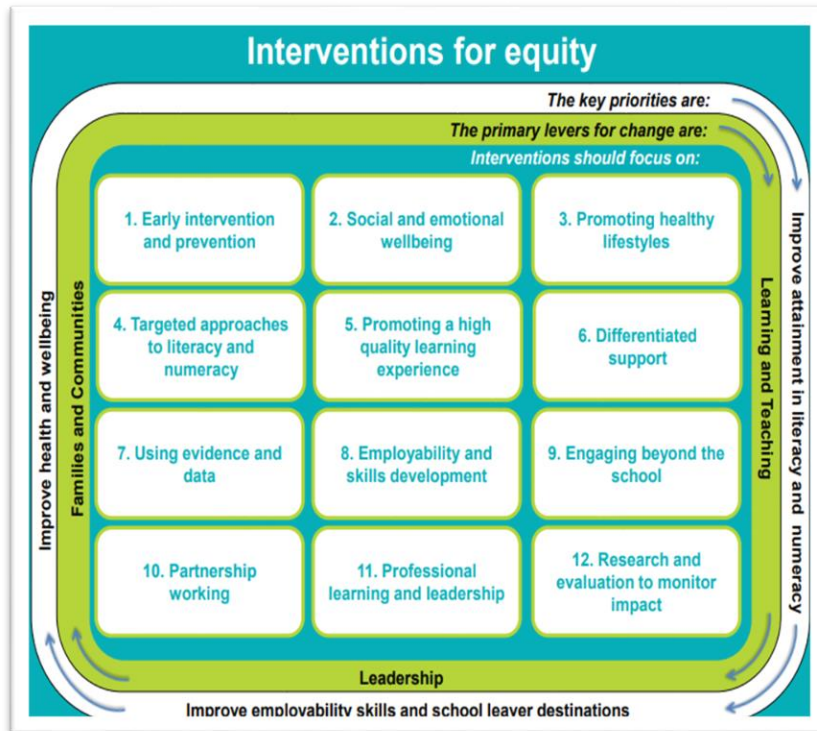 Interventions for equity
The key priorities are:
The primary levers for change are:
Interventions should focus on:
1. Early intervention
and prevention
2. Social and emotional
wellbeing
3. Promoting healthy
lifestyles
4. Targeted approaches
to literacy and
numeracy
5. Promoting a high
quality learning
experience
6. Differentiated
support
7. Using evidence and
data
8. Employability and
skills development
9. Engaging beyond the
school
10. Partnership
working
11. Professional
learning and leadership
12. Research and
evaluation to monitor
impact
Learning and Teaching
Improve attainment in literacy and numeracy
Leadership
Improve employability skills and school leaver destinations
Families and Communities
Improve health and wellbeing